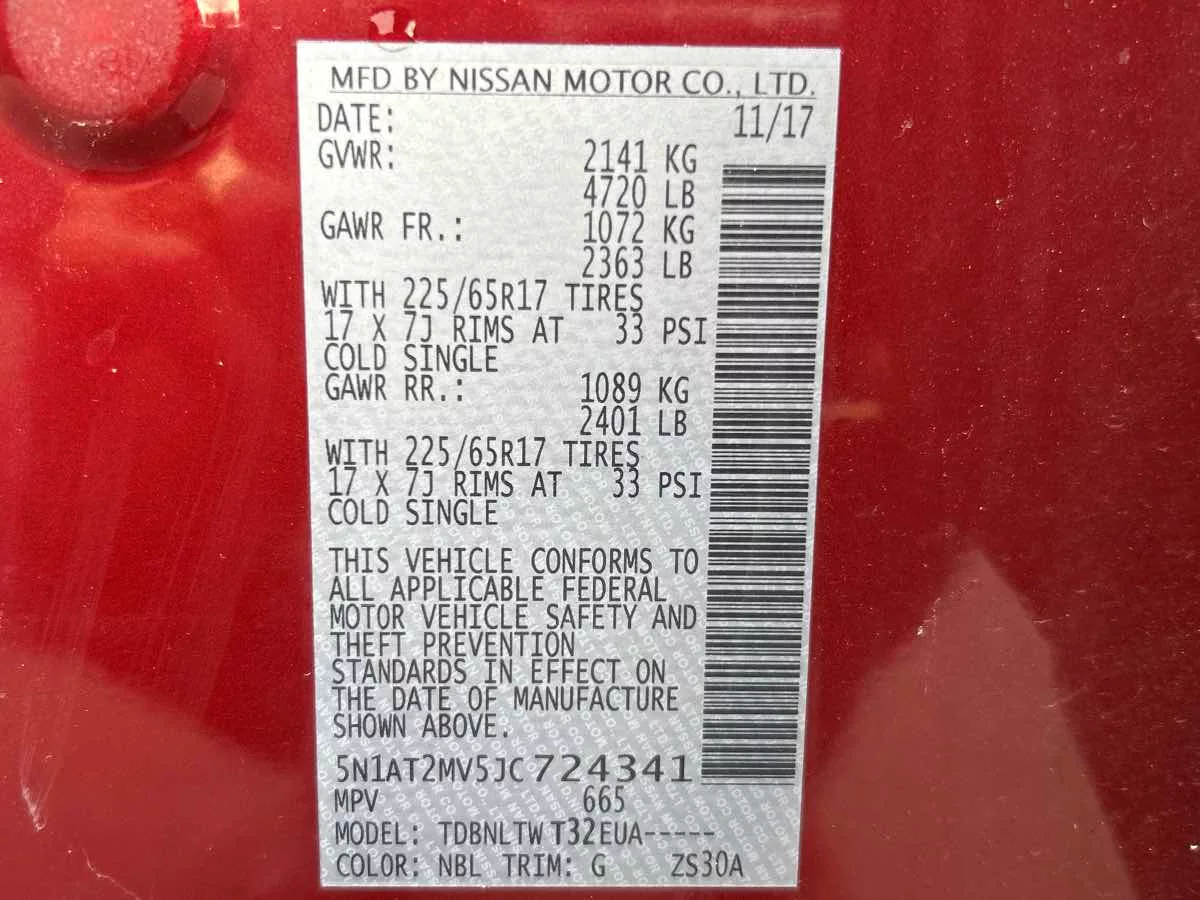 MFD BY NISSAN MOTOR CO., LTD.
DATE: 11/17
GVWR: 2141 KG
4720 LB
GAWR FR.: 1072 KG
2363 LB
WITH 225/65R17 TIRES
17 X 7J RIMS AT 33 PSI
COLD SINGLE
GAWR RR.: 1089 KG
2401 LB
WITH 225/65R17 TIRES
17 X 7J RIMS AT 33 PSI
COLD SINGLE
THIS VEHICLE CONFORMS TO
ALL APPLICABLE FEDERAL
MOTOR VEHICLE SAFETY AND
THEFT PREVENTION
STANDARDS IN EFFECT ON
THE DATE OF MANUFACTURE
SHOWN ABOVE.
5N1AT2MV5JC724341
MPV 665
MODEL: TDBNLTW T32EUA-----
COLOR: NBL TRIM: G ZS30A